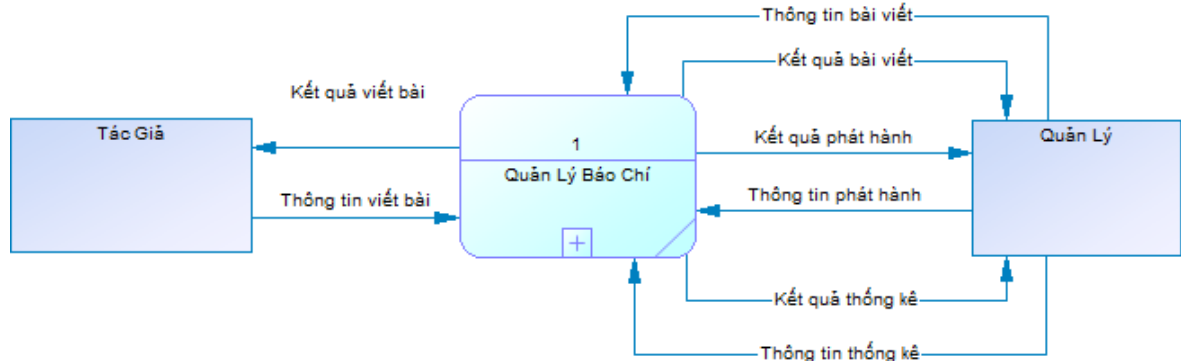 Thông tin bài viết
Kết quả bài viết
Kết quả viết bài
Tác Giả
1
Kết quả phát hành
Quản Lý
Quản Lý Báo Chí
Thông tin viết bài
Thông tin phát hành
Kết quả thống kê
Thông tin thống kê